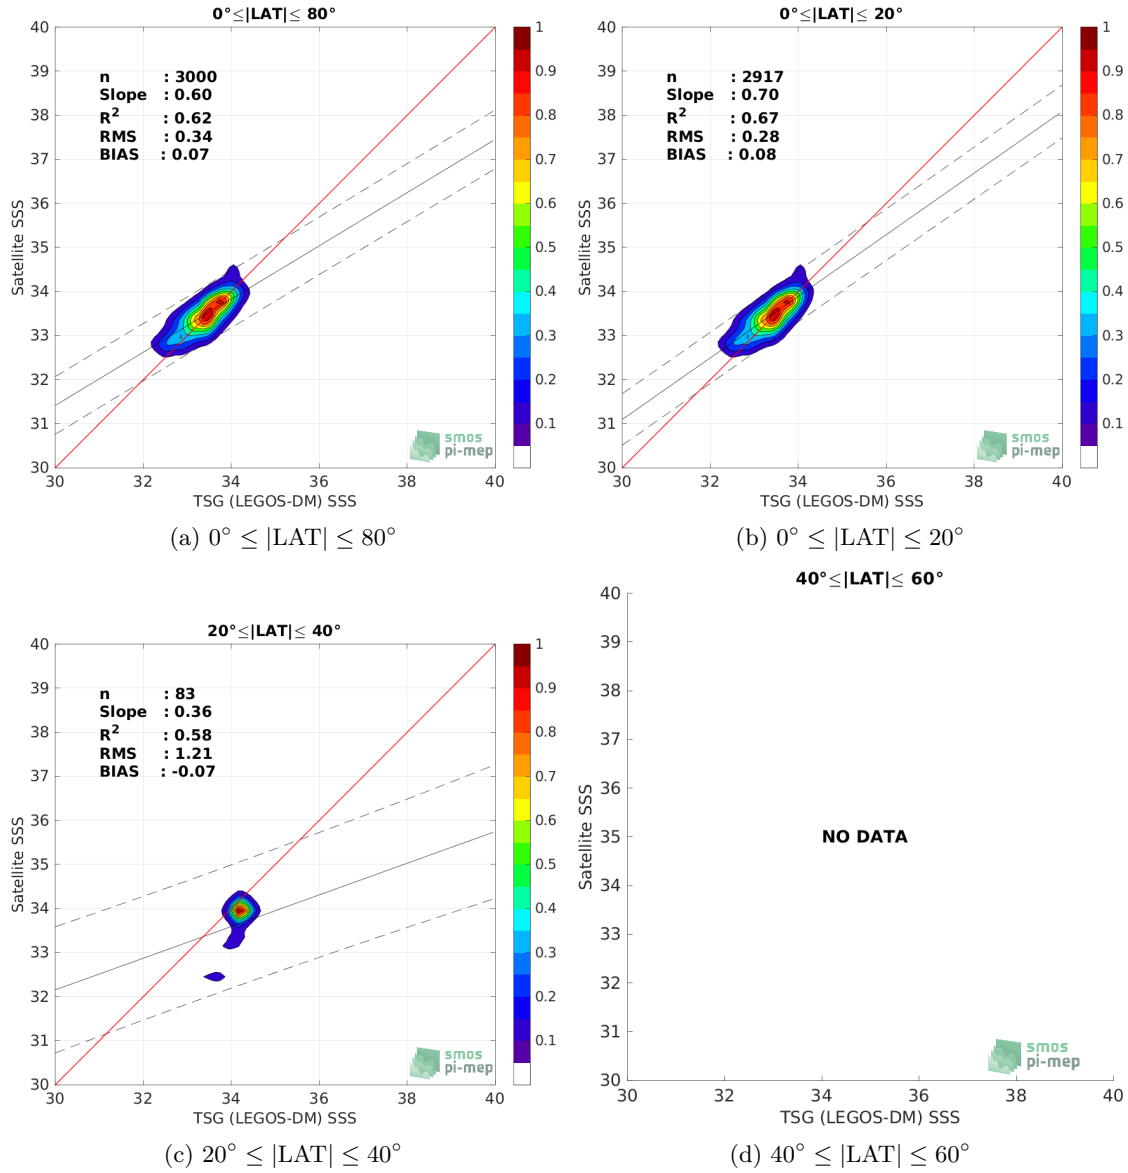 0°≤|LAT|≤ 80°
40
39
38
37
36
35
34
33
32
31
30
Satellite SSS
n : 3000
Slope : 0.60
R² : 0.62
RMS : 0.34
BIAS : 0.07
smos
pi-mep
30 32 34 36 38 40
TSG (LEGOS-DM) SSS
1
0.9
0.8
0.7
0.6
0.5
0.4
0.3
0.2
0.1
(a) 0° ≤ |LAT| ≤ 80°
0°≤|LAT|≤ 20°
40
39
38
37
36
35
34
33
32
31
30
Satellite SSS
n : 2917
Slope : 0.70
R² : 0.67
RMS : 0.28
BIAS : 0.08
smos
pi-mep
30 32 34 36 38 40
TSG (LEGOS-DM) SSS
1
0.9
0.8
0.7
0.6
0.5
0.4
0.3
0.2
0.1
(b) 0° ≤ |LAT| ≤ 20°
20°≤|LAT|≤ 40°
40
39
38
37
36
35
34
33
32
31
30
Satellite SSS
n : 83
Slope : 0.36
R² : 0.58
RMS : 1.21
BIAS : -0.07
smos
pi-mep
30 32 34 36 38 40
TSG (LEGOS-DM) SSS
1
0.9
0.8
0.7
0.6
0.5
0.4
0.3
0.2
0.1
(c) 20° ≤ |LAT| ≤ 40°
40°≤|LAT|≤ 60°
40
39
38
37
36
35
34
33
32
31
30
Satellite SSS
NO DATA
smos
pi-mep
30 32 34 36 38 40
TSG (LEGOS-DM) SSS
(d) 40° ≤ |LAT| ≤ 60°